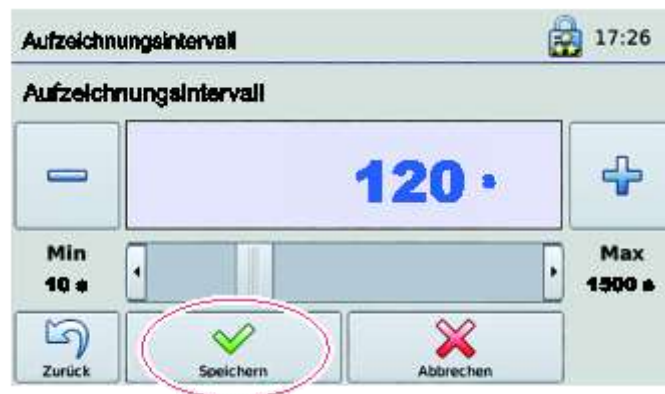 Aufzeichnungsintervall 17:26
Aufzeichnungsintervall
120 s
Min
10 s
Max
1500 s
Zurück
Speichern
Abbrechen